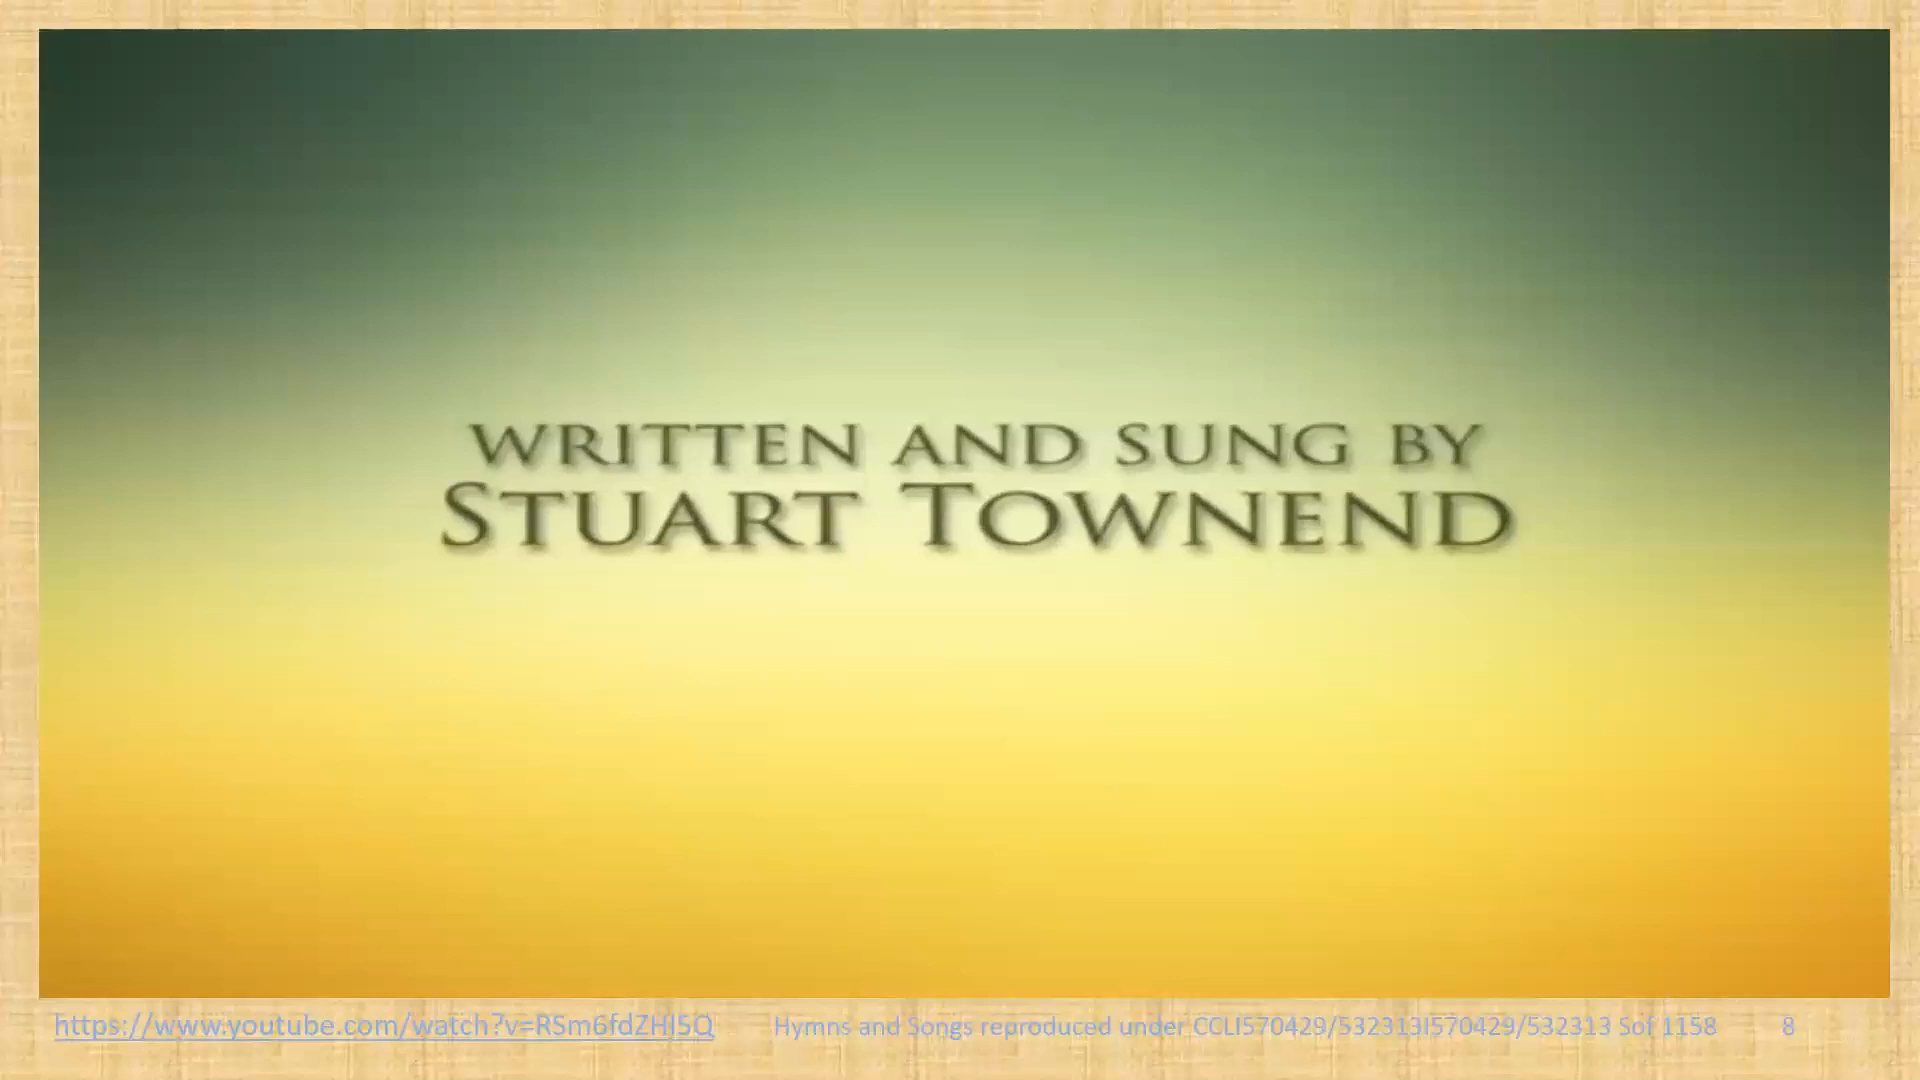 WRITTEN AND SUNG BY
STUART TOWNEND
https://www.youtube.com/watch?v=RSm6fdZHI5Q Hymns and Songs reproduced under CCLI570429/532313I570429/532313 Sof 1158 8